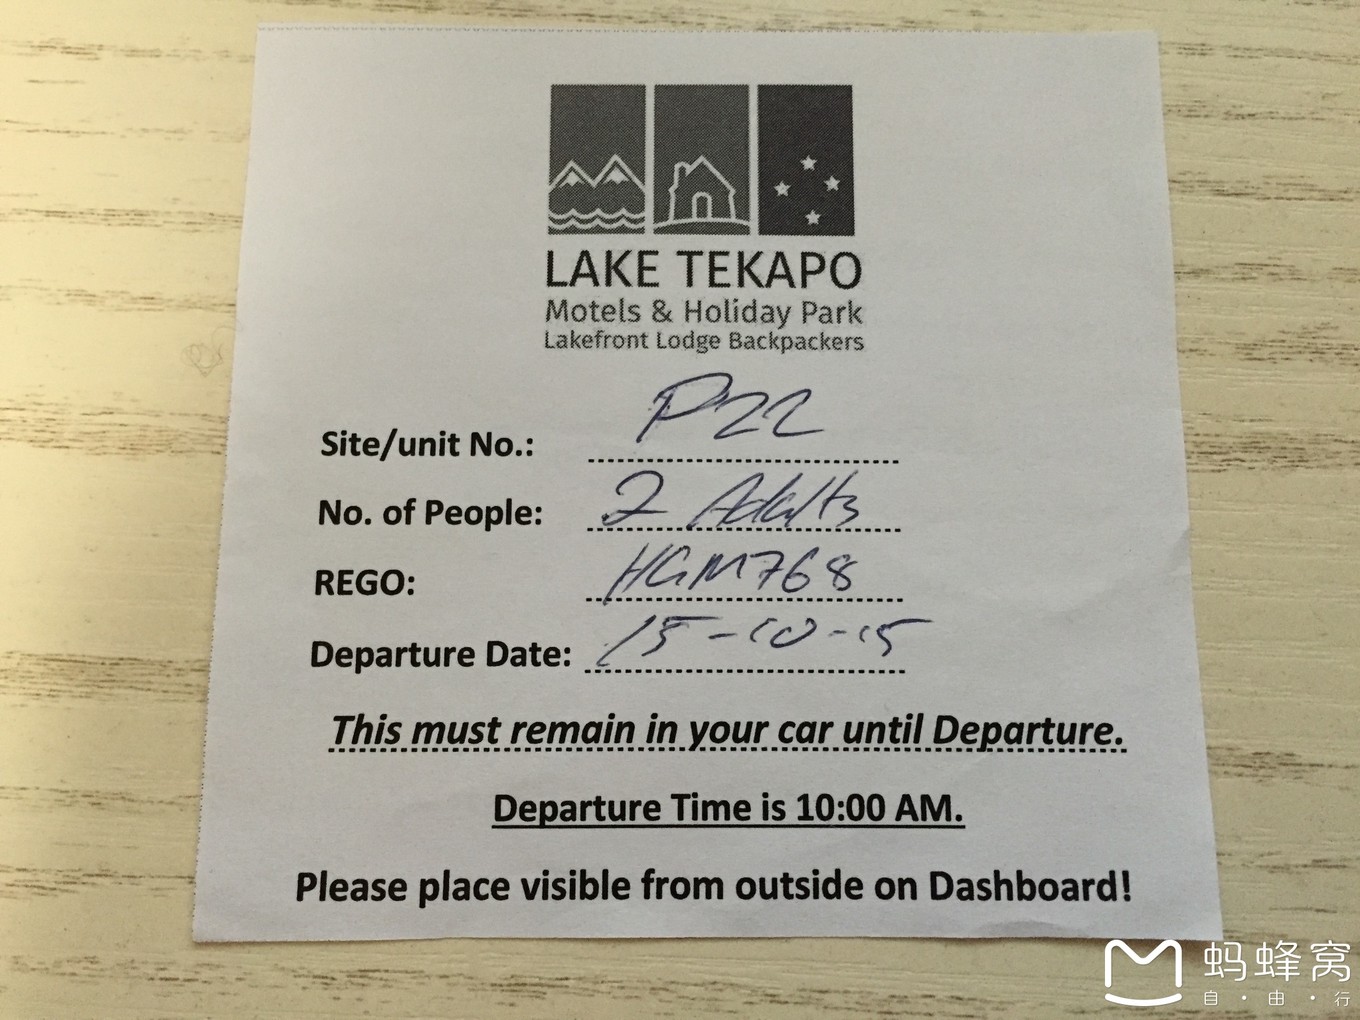 LAKE TEKAPO
Motels & Holiday Park
Lakefront Lodge Backpackers
Site/unit No.: P22
No. of People: 2 Adults
REGO: HGM768
Departure Date: 15-10-15
This must remain in your car until Departure.
Departure Time is 10:00 AM.
Please place visible from outside on Dashboard!
蚂蜂窝
自·由·行